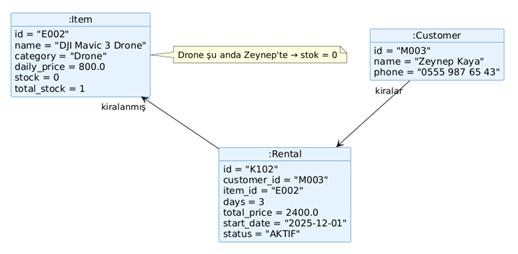 :Item
id = "E002"
name = "DJI Mavic 3 Drone"
category = "Drone"
daily_price = 800.0
stock = 0
total_stock = 1
Drone şu anda Zeynep'te → stok = 0
:Customer
id = "M003"
name = "Zeynep Kaya"
phone = "0555 987 65 43"
kiralanmış
kiralar
:Rental
id = "K102"
customer_id = "M003"
item_id = "E002"
days = 3
total_price = 2400.0
start_date = "2025-12-01"
status = "AKTIF"